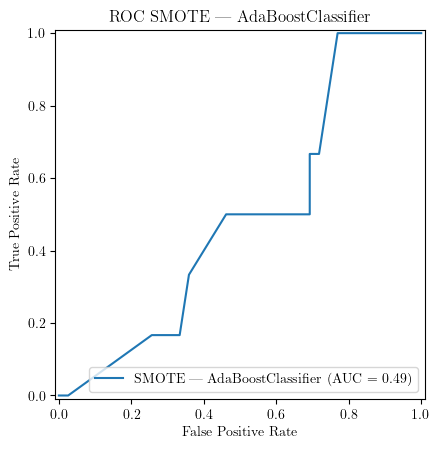 ROC SMOTE — AdaBoostClassifier
True Positive Rate
1.0
0.8
0.6
0.4
0.2
0.0
SMOTE — AdaBoostClassifier (AUC = 0.49)
0.0 0.2 0.4 0.6 0.8 1.0
False Positive Rate